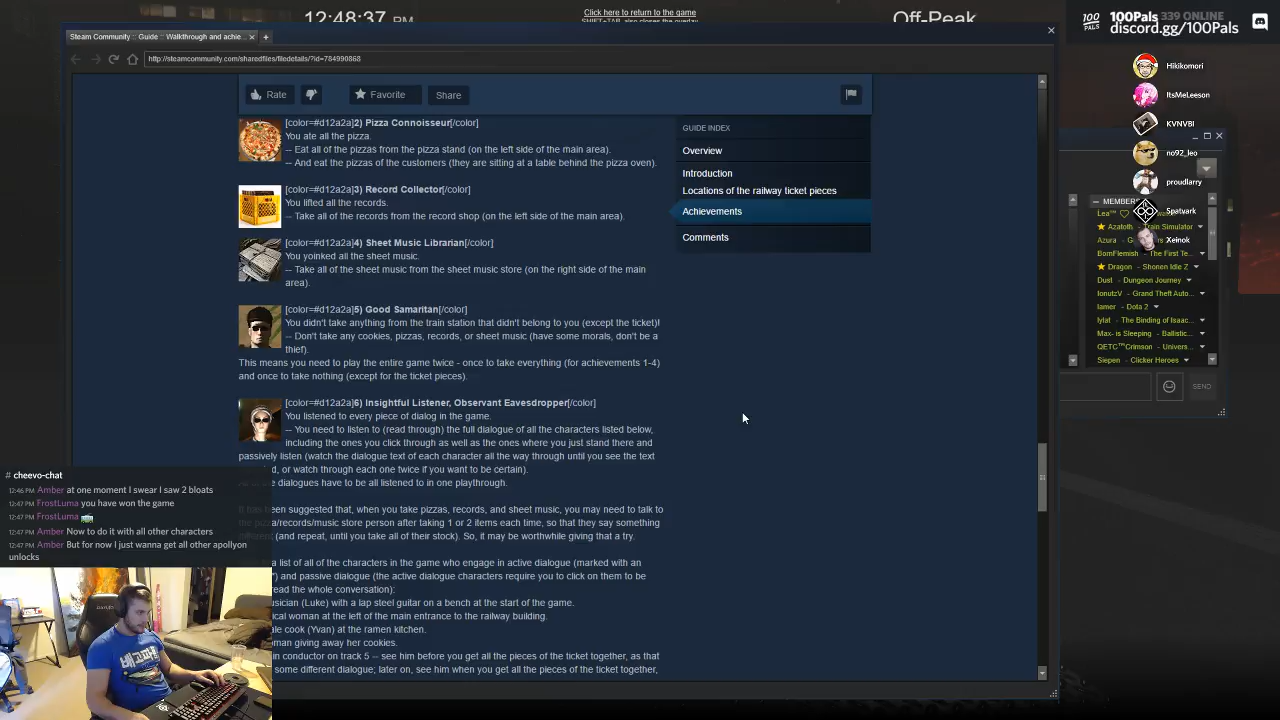 12:48:37 PM
Click here to return to the game
SHIFT+TAB also closes the overlay
Off-Peak
100 PALS
100Pals 339 ONLINE
discord.gg/100Pals
Steam Community :: Guide :: Walkthrough and achie...
http://steamcommunity.com/sharedfiles/filedetails/?id=784990868
Rate
Favorite
Share
[color=#d12a2a]2) Pizza Connoisseur[/color]
You ate all the pizza.
-- Eat all of the pizzas from the pizza stand (on the left side of the main area).
-- And eat the pizzas of the customers (they are sitting at a table behind the pizza oven).
[color=#d12a2a]3) Record Collector[/color]
You lifted all the records.
-- Take all of the records from the record shop (on the left side of the main area).
[color=#d12a2a]4) Sheet Music Librarian[/color]
You yoinked all the sheet music.
-- Take all of the sheet music from the sheet music store (on the right side of the main
area).
[color=#d12a2a]5) Good Samaritan[/color]
You didn't take anything from the train station that didn't belong to you (except the ticket)!
-- Don't take any cookies, pizzas, records, or sheet music (have some morals, don't be a
thief).
This means you need to play the entire game twice - once to take everything (for achievements 1-4)
and once to take nothing (except for the ticket pieces).
[color=#d12a2a]6) Insightful Listener, Observant Eavesdropper[/color]
You listened to every piece of dialog in the game.
-- You need to listen to (read through) the full dialogue of all the characters listed below,
including the ones you click through as well as the ones where you just stand there and
passively listen (watch the dialogue text of each character all the way through until you see the text
, or watch through each one twice if you want to be certain).
dialogues have to be all listened to in one playthrough.
It has been suggested that, when you take pizzas, records, and sheet music, you may need to talk to
the pizza/records/music store person after taking 1 or 2 items each time, so that they say something
different (and repeat, until you take all of their stock). So, it may be worthwhile giving that a try.
a list of all of the characters in the game who engage in active dialogue (marked with an
) and passive dialogue (the active dialogue characters require you to click on them to be
read the whole conversation):
(Luke) with a lap steel guitar on a bench at the start of the game.
woman at the left of the main entrance to the railway building.
cook (Yvan) at the ramen kitchen.
giving away her cookies.
conductor on track 5 -- see him before you get all the pieces of the ticket together, as that
some different dialogue; later on, see him when you get all the pieces of the ticket together,
GUIDE INDEX
Overview
Introduction
Locations of the railway ticket pieces
Achievements
Comments
Hikikomori
ItsMeLeeson
KVNVBI
no92_leo
proudlarry
Spatvark
Xeinok
MEMBERS
Lea™
Azatoth - Train Simulator
Azura - G
BomFlemish - The First Te...
Dragon - Shonen Idle Z
Dust - Dungeon Journey
IonutzV - Grand Theft Auto...
lamer - Dota 2
lylat - The Binding of Isaac...
Max- is Sleeping - Ballistic...
QETC™Crimson - Univers...
Siepen - Clicker Heroes
SEND
# cheevo-chat
12:46 PM Amber at one moment I swear I saw 2 bloats
12:47 PM FrostLuma you have won the game
12:47 PM FrostLuma
12:47 PM Amber Now to do it with all other characters
12:47 PM Amber But for now I just wanna get all other apollyon
unlocks